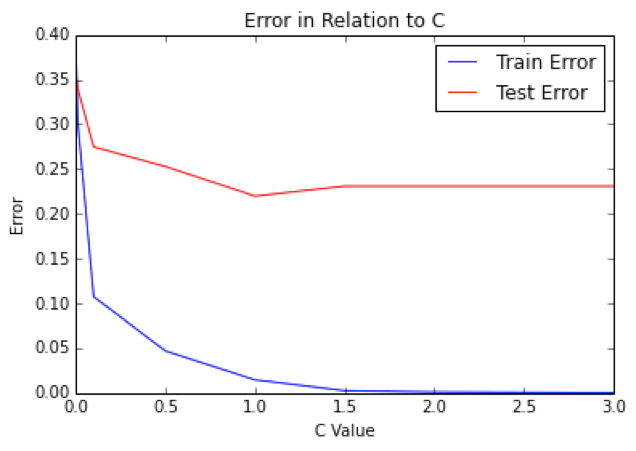 Error in Relation to C
Train Error
Test Error
0.40
0.35
0.30
0.25
0.20
0.15
0.10
0.05
0.00
Error
0.0 0.5 1.0 1.5 2.0 2.5 3.0
C Value